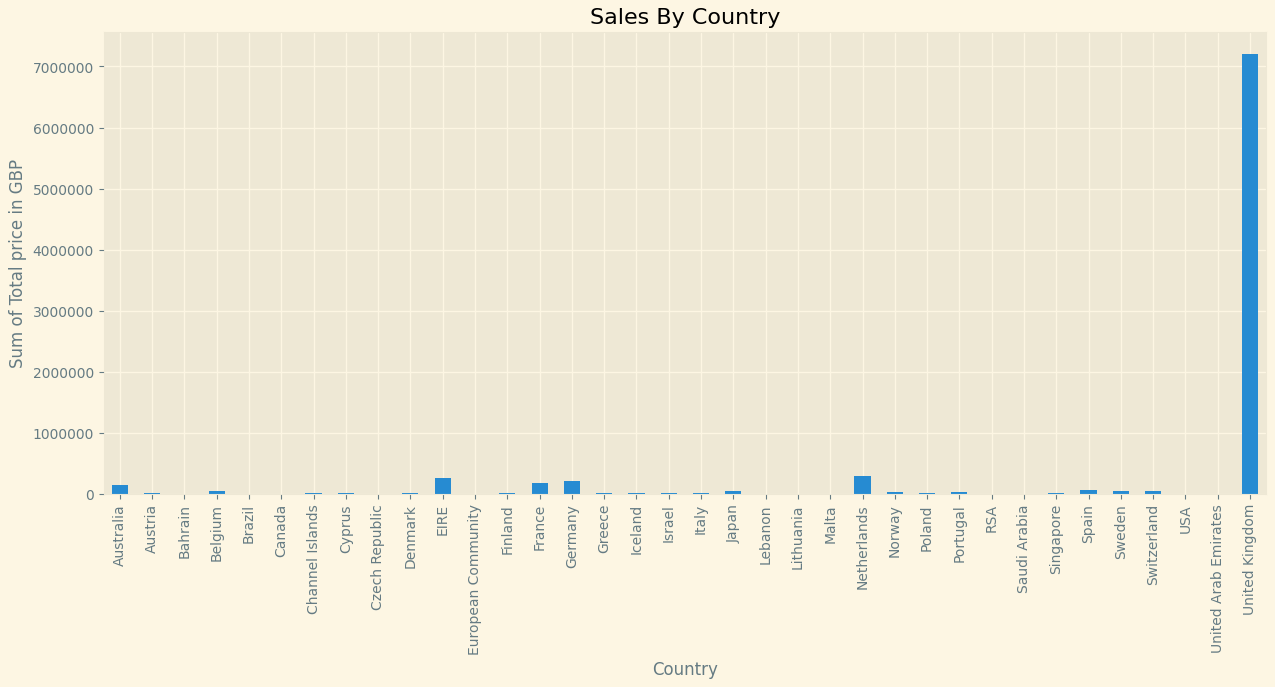 Sales By Country
Sum of Total price in GBP
7000000
6000000
5000000
4000000
3000000
2000000
1000000
0
Australia
Austria
Bahrain
Belgium
Brazil
Canada
Channel Islands
Cyprus
Czech Republic
Denmark
EIRE
European Community
Finland
France
Germany
Greece
Iceland
Israel
Italy
Japan
Lebanon
Lithuania
Malta
Netherlands
Norway
Poland
Portugal
RSA
Saudi Arabia
Singapore
Spain
Sweden
Switzerland
USA
United Arab Emirates
United Kingdom
Country